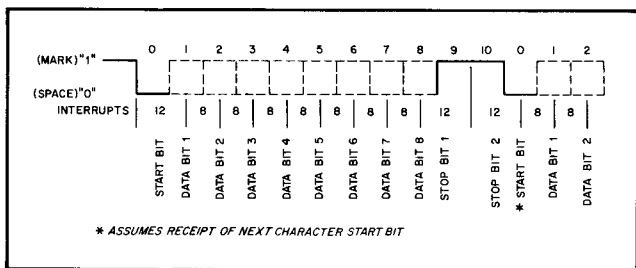 0 1 2 3 4 5 6 7 8 9 10 0 1 2
(MARK)"1"
(SPACE)"0"
INTERRUPTS 12 8 8 8 8 8 8 8 12 12 8 8
START BIT
DATA BIT 1
DATA BIT 2
DATA BIT 3
DATA BIT 4
DATA BIT 5
DATA BIT 6
DATA BIT 7
DATA BIT 8
STOP BIT 1
STOP BIT 2
* START BIT
DATA BIT 1
DATA BIT 2
* ASSUMES RECEIPT OF NEXT CHARACTER START BIT